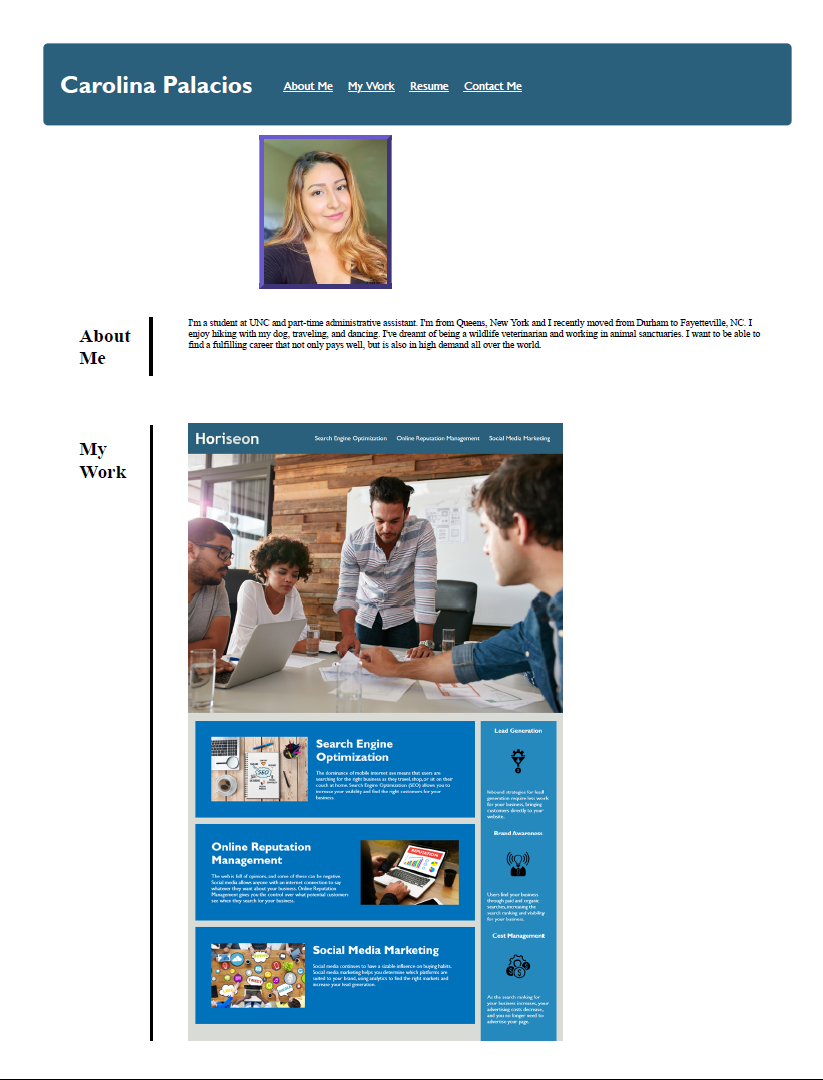 Carolina Palacios About Me My Work Resume Contact Me
About
Me
I'm a student at UNC and part-time administrative assistant. I'm from Queens, New York and I recently moved from Durham to Fayetteville, NC. I
enjoy hiking with my dog, traveling, and dancing. I've dreamt of being a wildlife veterinarian and working in animal sanctuaries. I want to be able to
find a fulfilling career that not only pays well, but is also in high demand all over the world.
My
Work
Horiseon Search Engine Optimization Online Reputation Management Social Media Marketing
Search Engine
Optimization
The dominance of mobile internet use means that users are
searching for the right business as they travel, shop, or sit on their
couch at home. Search Engine Optimization (SEO) allows you to
increase your visibility and find the right customers for your
business.
SEO
Online Reputation
Management
The web is full of opinions, and some of these can be negative.
Social media allows anyone with an internet connection to say
whatever they want about your business. Online Reputation
Management gives you the control over what potential customers
see when they search for your business.
REPUTATION
Social Media Marketing
Social media continues to have a sizable influence on buying habits.
Social media marketing helps you determine which platforms are
suited to your brand, using analytics to find the right markets and
increase your lead generation.
Lead Generation
Inbound strategies for lead
generation require less work
for your business, bringing
customers directly to your
website.
Brand Awareness
Users find your business
through paid and organic
searches, increasing the
search ranking and visibility
for your business.
Cost Management
As the search ranking for
your business increases, your
advertising costs decrease,
and you no longer need to
advertise your page.